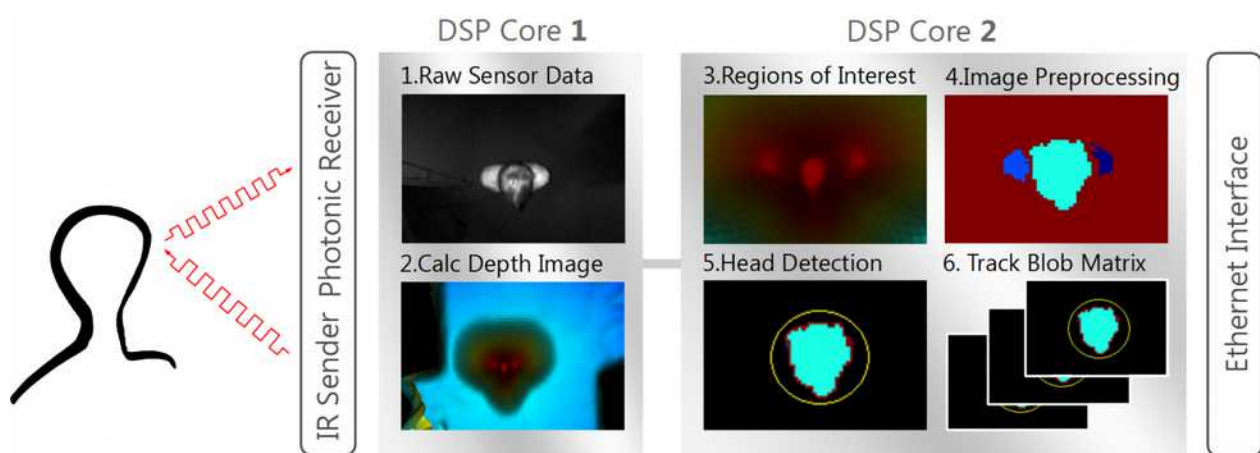 DSP Core 1
DSP Core 2
IR Sender Photonic Receiver
1.Raw Sensor Data
2.Calc Depth Image
3.Regions of Interest
4.Image Preprocessing
5.Head Detection
6. Track Blob Matrix
Ethernet Interface